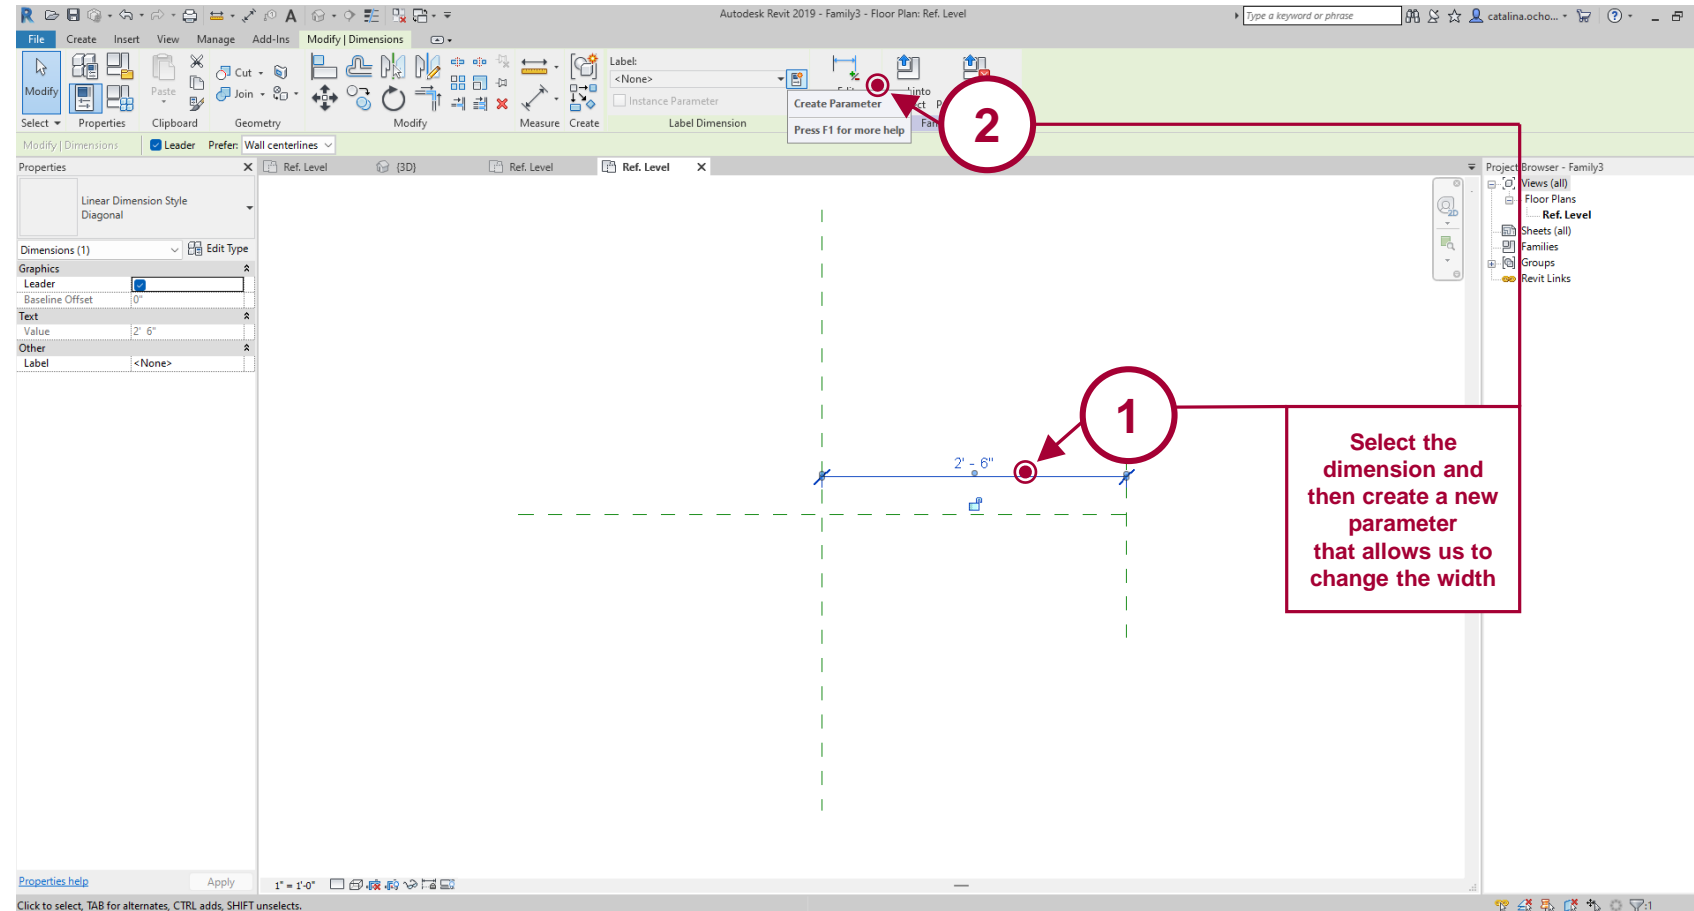 Autodesk Revit 2019 - Family3 - Floor Plan: Ref. Level
Type a keyword or phrase
catalina.ocho...
File Create Insert View Manage Add-Ins Modify | Dimensions
Modify
Paste
Cut
Join
Label:
<None>
Instance Parameter
Create Parameter
Press F1 for more help
2
Select Properties Clipboard Geometry Modify Measure Create Label Dimension
Modify | Dimensions Leader Prefer: Wall centerlines
Properties
Ref. Level {3D} Ref. Level Ref. Level
Project Browser - Family3
Linear Dimension Style
Diagonal
Dimensions (1) Edit Type
Graphics
Leader
Baseline Offset 0"
Text
Value 2' 6"
Other
Label <None>
2D
Views (all)
Floor Plans
Ref. Level
Sheets (all)
Families
Groups
Revit Links
1
2' - 6"
Select the
dimension and
then create a new
parameter
that allows us to
change the width
Properties help Apply
1" = 1'-0"
Click to select, TAB for alternates, CTRL adds, SHIFT unselects.
:1